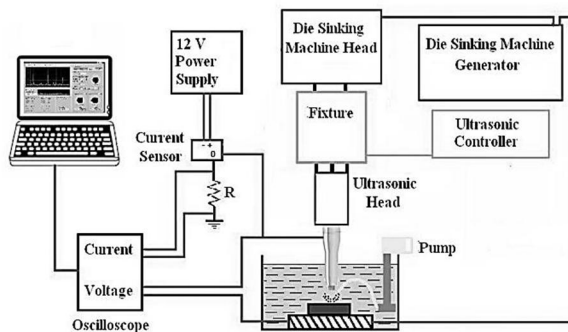 12 V
Power
Supply
Die Sinking
Machine Head
Die Sinking Machine
Generator
Fixture
Ultrasonic
Controller
Current
Sensor
- +
0
R
Ultrasonic
Head
Pump
Current
Voltage
Oscilloscope